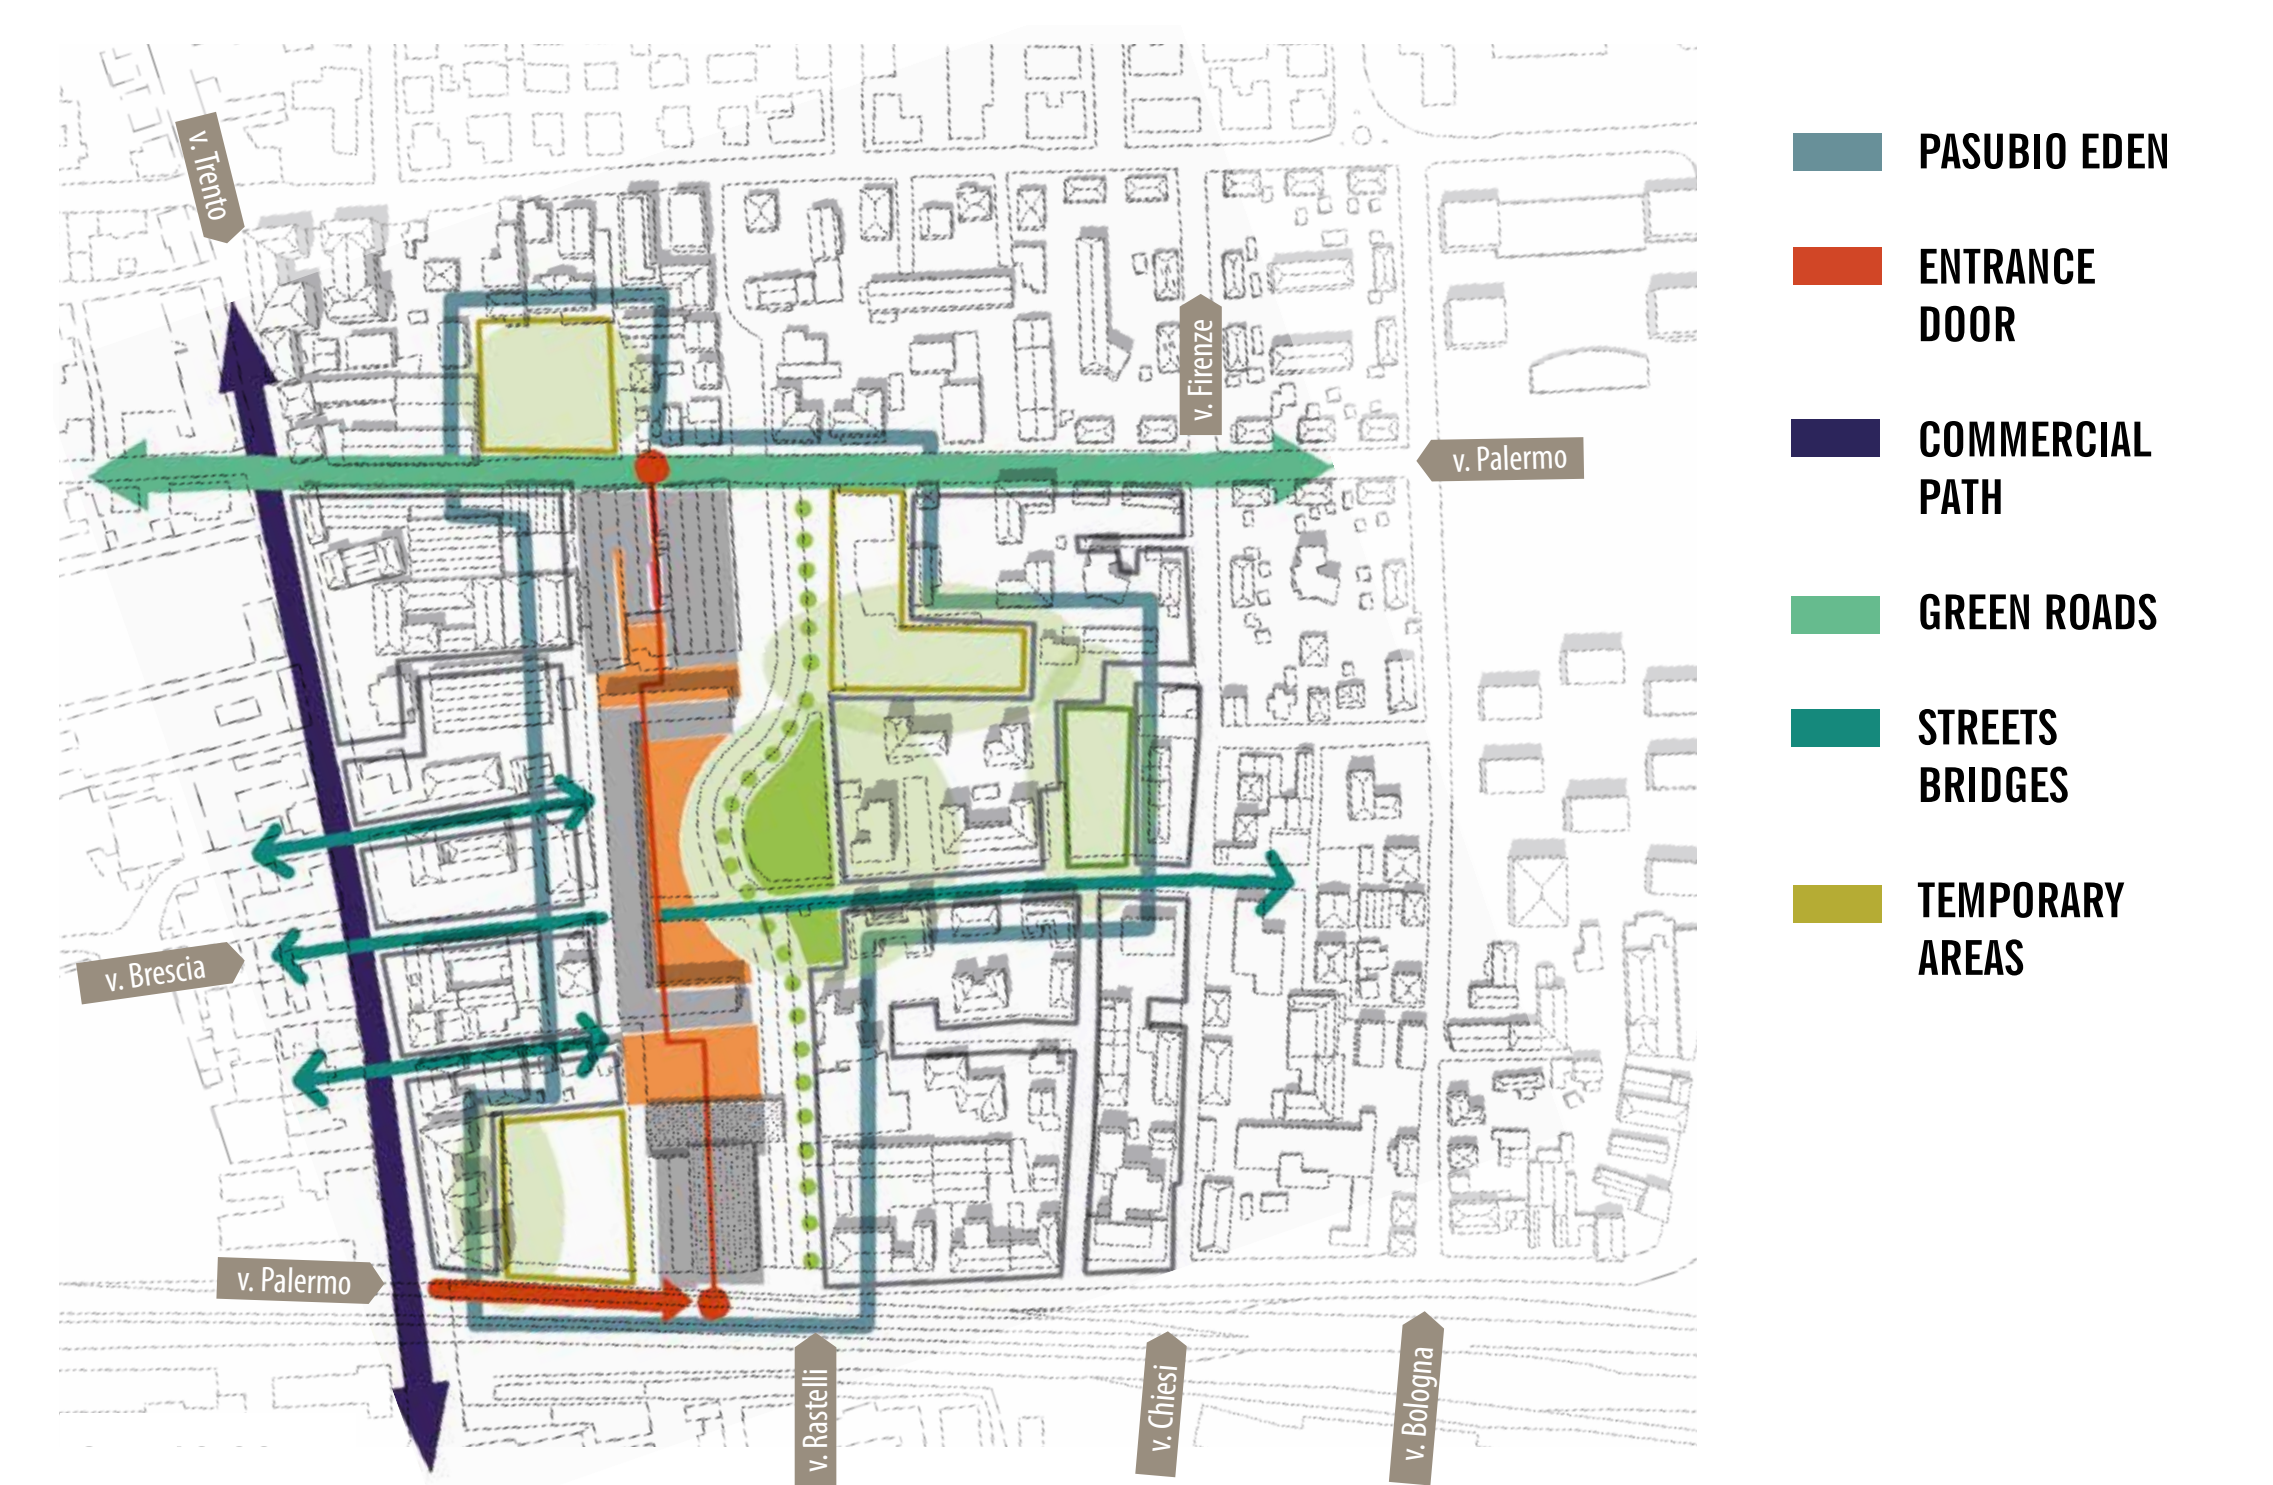 v. Trento
v. Firenze
v. Palermo
v. Brescia
v. Palermo
v. Rastelli
v. Chiesi
v. Bologna
PASUBIO EDEN
ENTRANCE
DOOR
COMMERCIAL
PATH
GREEN ROADS
STREETS
BRIDGES
TEMPORARY
AREAS